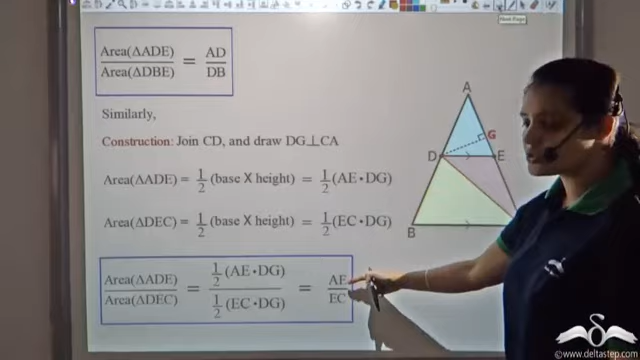 Next Page
Area(ΔADE) / Area(ΔDBE) = AD / DB
Similarly,
Construction: Join CD, and draw DG⊥CA
Area(ΔADE) = 1/2 (base X height) = 1/2 (AE·DG)
Area(ΔDEC) = 1/2 (base X height) = 1/2 (EC·DG)
Area(ΔADE) / Area(ΔDEC) = 1/2 (AE·DG) / 1/2 (EC·DG) = AE / EC
A
G
D
E
B
©www.deltastep.com